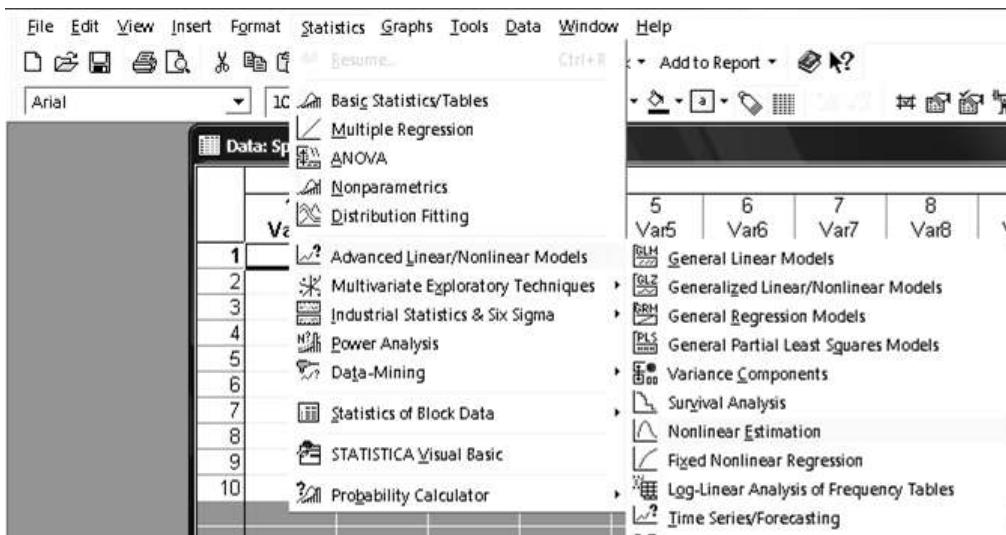 File Edit View Insert Format Statistics Graphs Tools Data Window Help
Resume... Ctrl+R Add to Report
Arial 10
Basic Statistics/Tables
Multiple Regression
Data: Sp
ANOVA
Nonparametrics
5 6 7 8
Distribution Fitting
Va Var5 Var6 Var7 Var8
1 Advanced Linear/Nonlinear Models General Linear Models
2 Multivariate Exploratory Techniques Generalized Linear/Nonlinear Models
3 Industrial Statistics & Six Sigma General Regression Models
4 Power Analysis General Partial Least Squares Models
5 Data-Mining Variance Components
6 Survival Analysis
7 Statistics of Block Data Nonlinear Estimation
8 STATISTICA Visual Basic Fixed Nonlinear Regression
9 Log-Linear Analysis of Frequency Tables
10 Probability Calculator Time Series/Forecasting